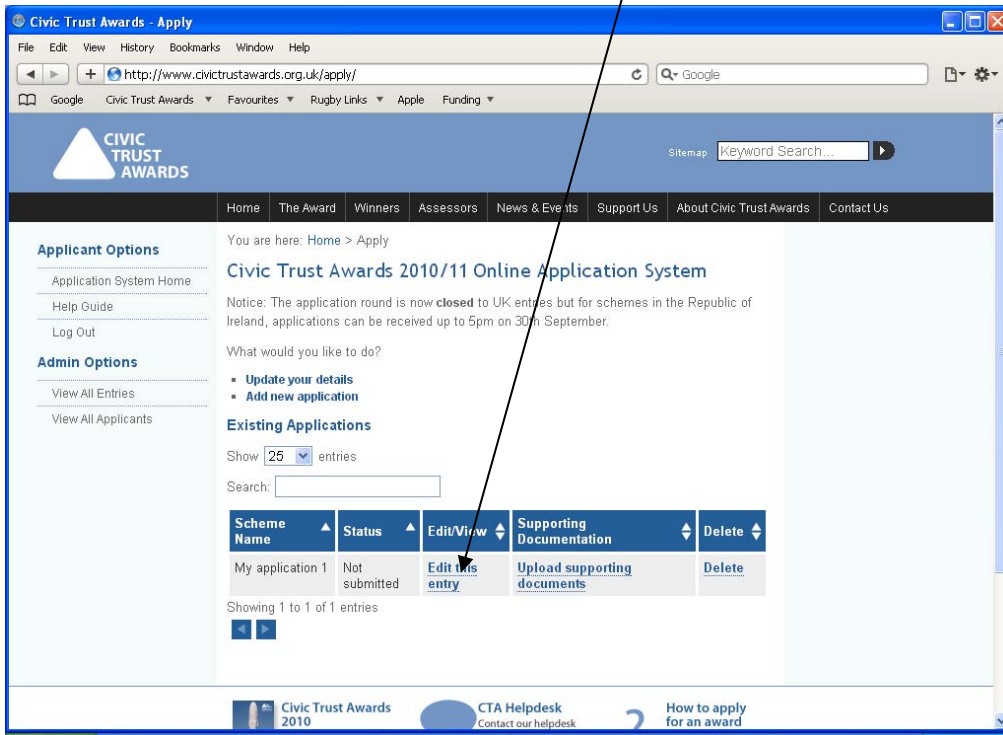 Civic Trust Awards - Apply
File Edit View History Bookmarks Window Help
http://www.civictrustawards.org.uk/apply/
Google
Google Civic Trust Awards Favourites Rugby Links Apple Funding
CIVIC
TRUST
AWARDS
Sitemap Keyword Search...
Home The Award Winners Assessors News & Events Support Us About Civic Trust Awards Contact Us
Applicant Options
Application System Home
Help Guide
Log Out
Admin Options
View All Entries
View All Applicants
You are here: Home > Apply
Civic Trust Awards 2010/11 Online Application System
Notice: The application round is now closed to UK entries but for schemes in the Republic of
Ireland, applications can be received up to 5pm on 30th September.
What would you like to do?
Update your details
Add new application
Existing Applications
Show 25 entries
Search:
Scheme
Name
Status
Edit/View
Supporting
Documentation
Delete
My application 1
Not
submitted
Edit this
entry
Upload supporting
documents
Delete
Showing 1 to 1 of 1 entries
Civic Trust Awards
2010
CTA Helpdesk
Contact our helpdesk
?
How to apply
for an award